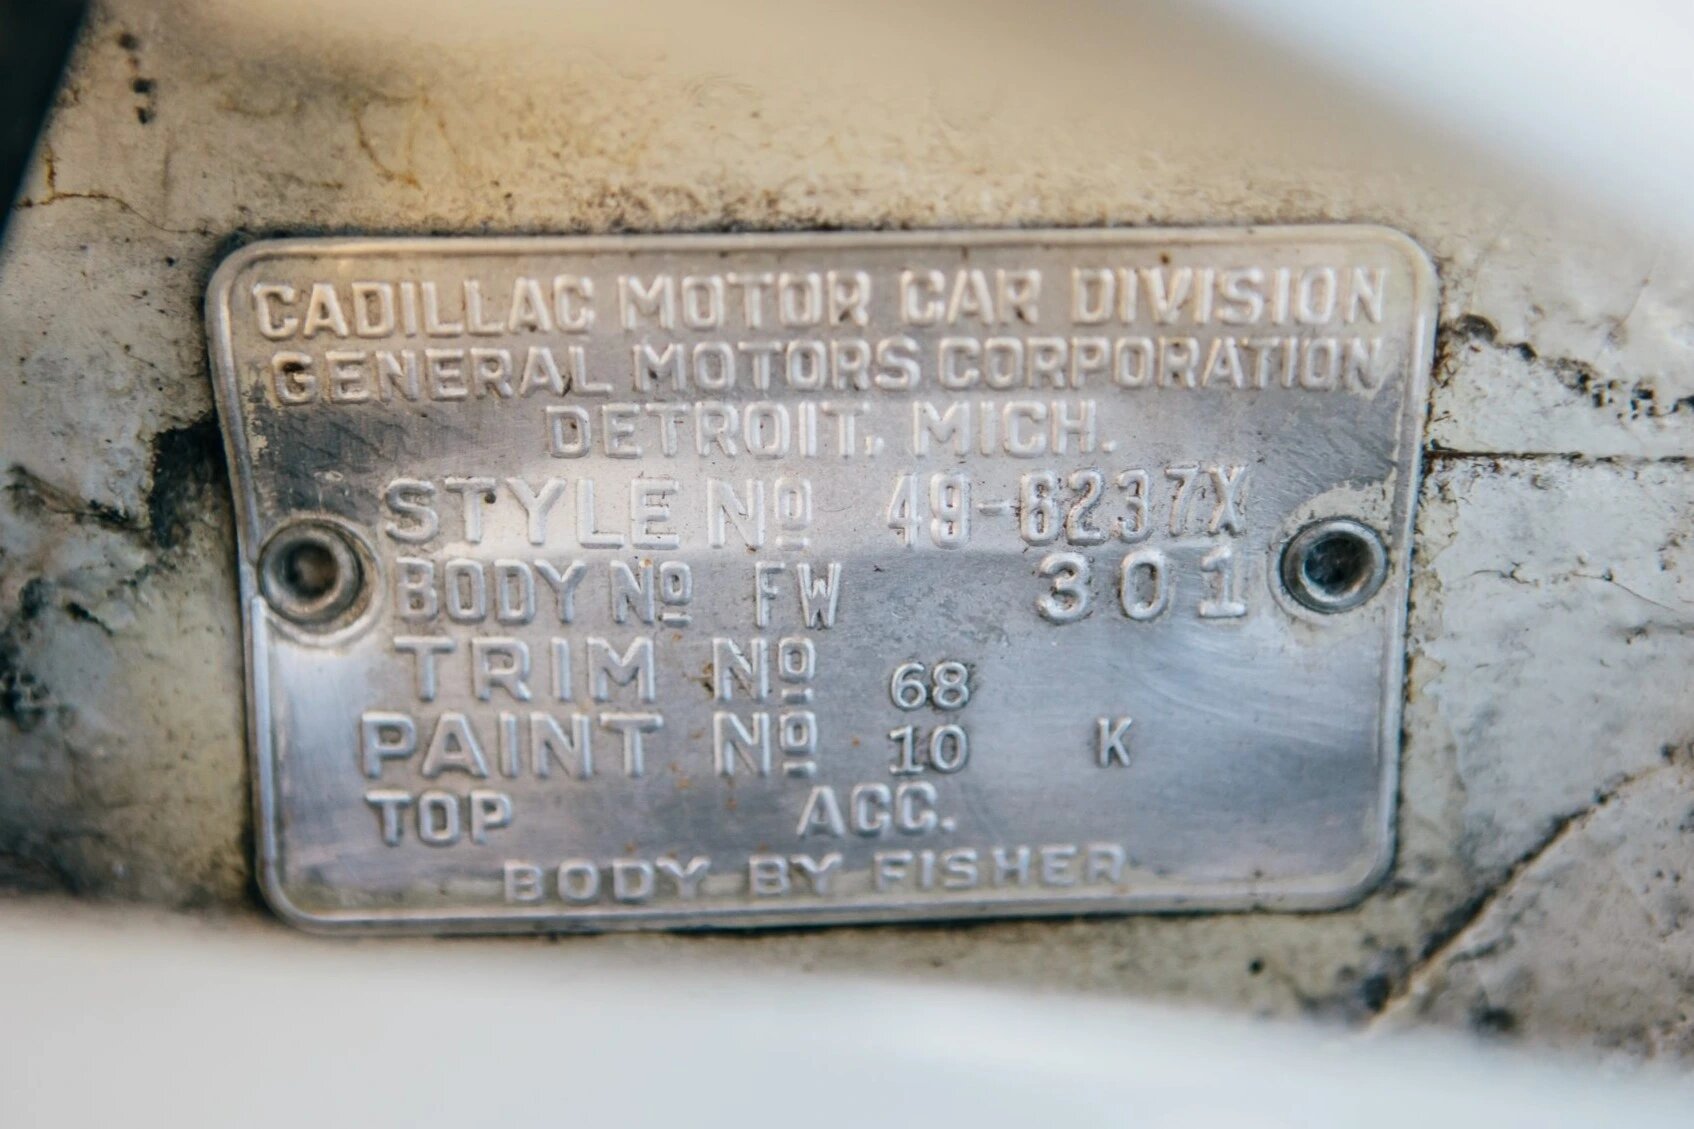 CADILLAC MOTOR CAR DIVISION
GENERAL MOTORS CORPORATION
DETROIT, MICH.
STYLE Nº 49-6237X
BODY Nº FW 301
TRIM Nº 68
PAINT Nº 10 K
TOP ACC.
BODY BY FISHER